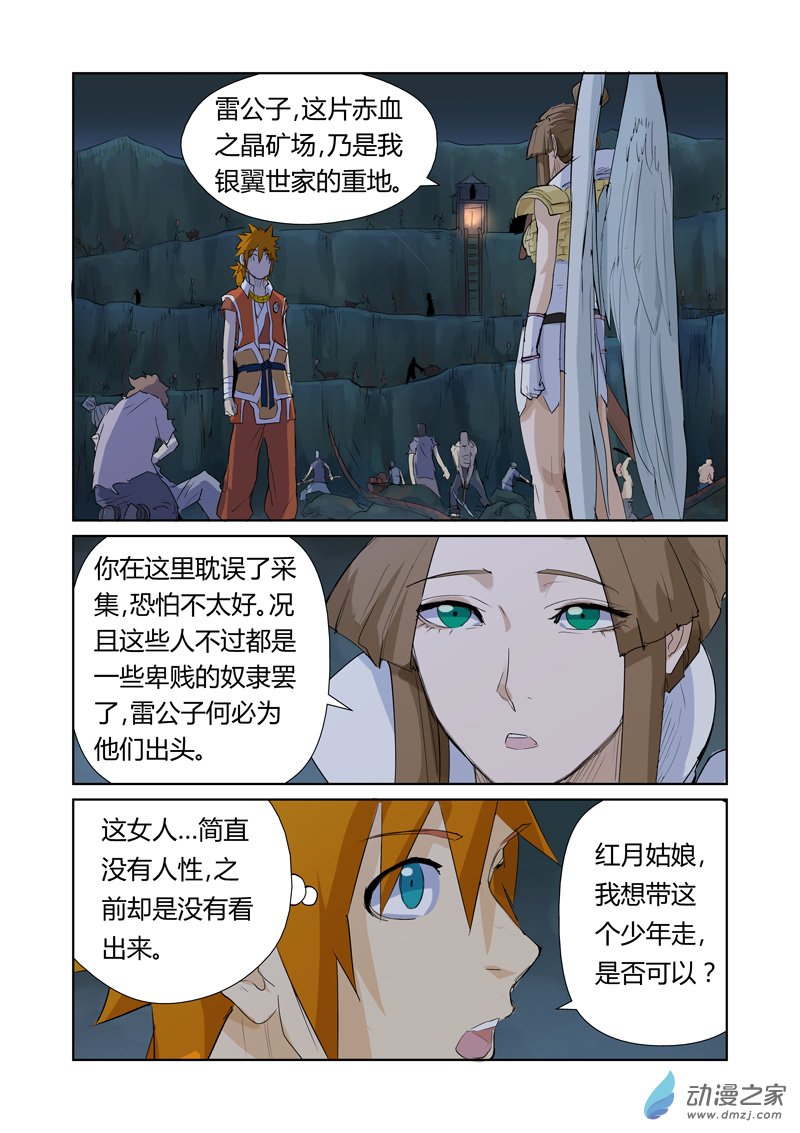 雷公子，这片赤血
之晶矿场，乃是我
银翼世家的重地。
你在这里耽误了采
集，恐怕不太好。况
且这些人不过都是
一些卑贱的奴隶罢
了，雷公子何必为
他们出头。
这女人…简直
没有人性，之
前却是没有看
出来。
红月姑娘，
我想带这
个少年走，
是否可以？
动漫之家
www.dmzj.com